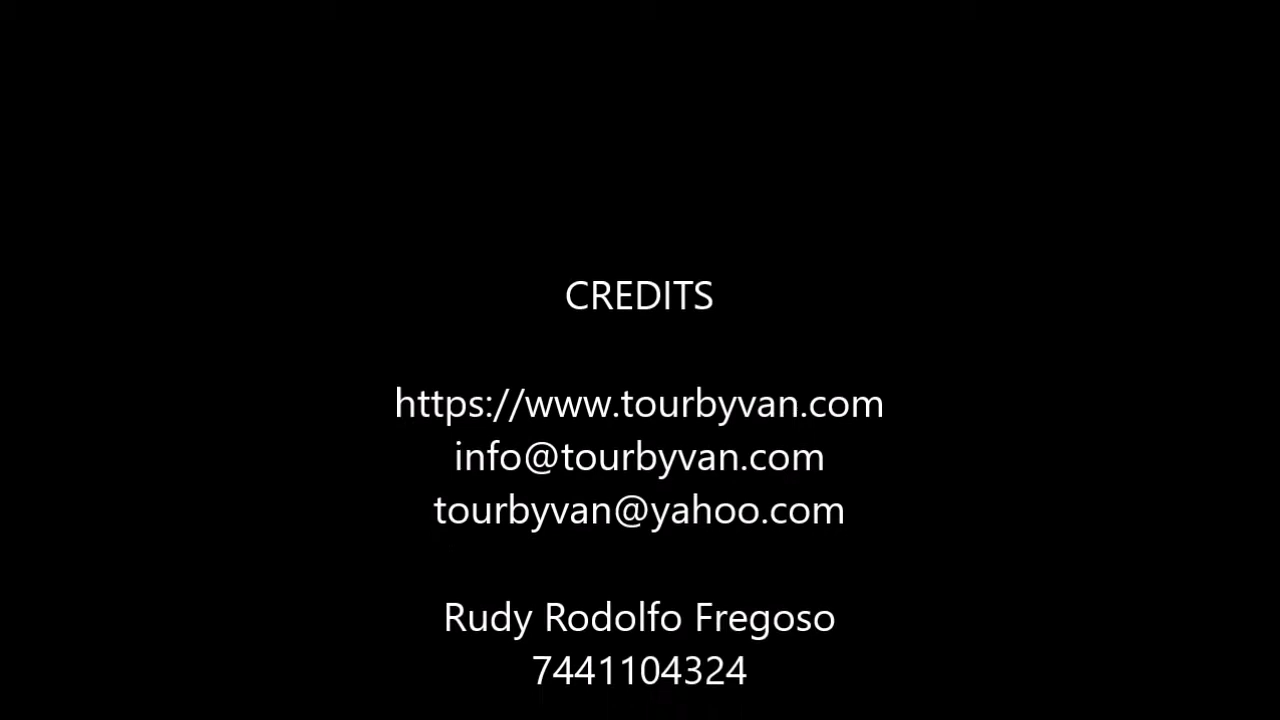 CREDITS
https://www.tourbyvan.com
info@tourbyvan.com
tourbyvan@yahoo.com
Rudy Rodolfo Fregoso
7441104324